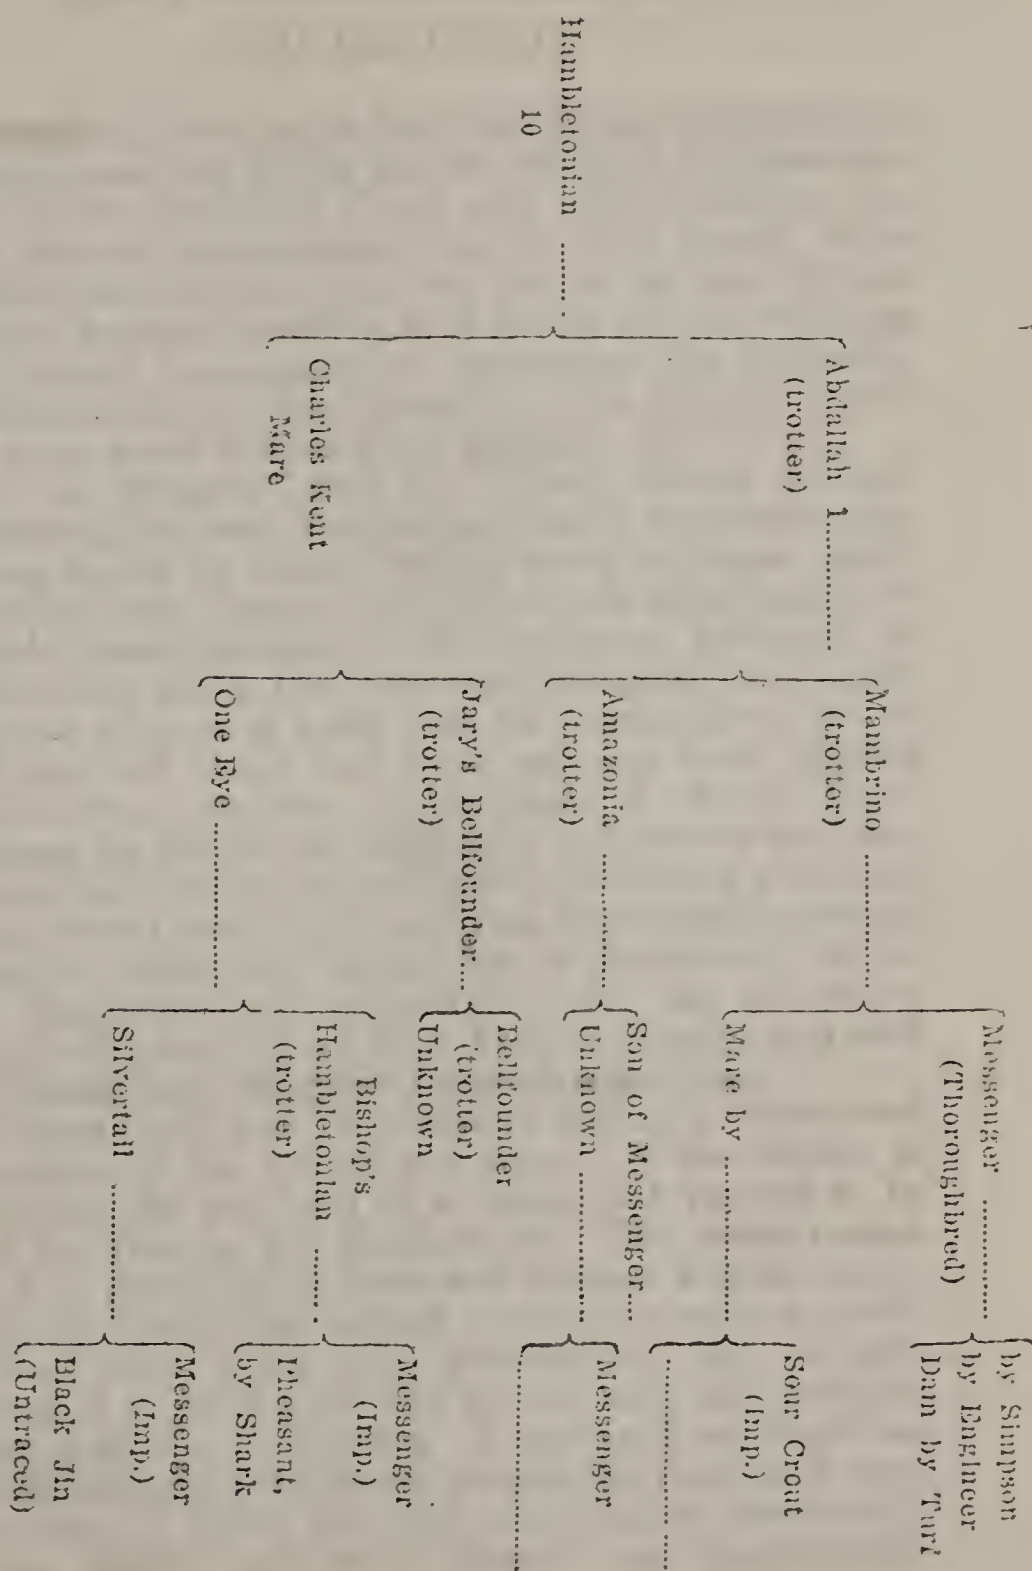 Hambletonian ........
10
Abdallah 1............
(trotter)
Charles Kent
Mare
Mambrino ............
(trotter)
Amazonia ............
(trotter)
Jary's Bellfounder....
(trotter)
One Eye ..............
Messenger ............
(Thoroughbred)
Mare by ..............
Son of Messenger....
Unknown ............
Bellfounder
(trotter)
Unknown
Bishop's
Hambletonian .......
(trotter)
Silvertail ............
by Simpson
by Engineer
Dam by Turf
Sour Crout
(Imp.)
....................
Messenger
....................
Messenger
(Imp.)
Pheasant,
by Shark
Messenger
(Imp.)
Black Jin
(Untraced)